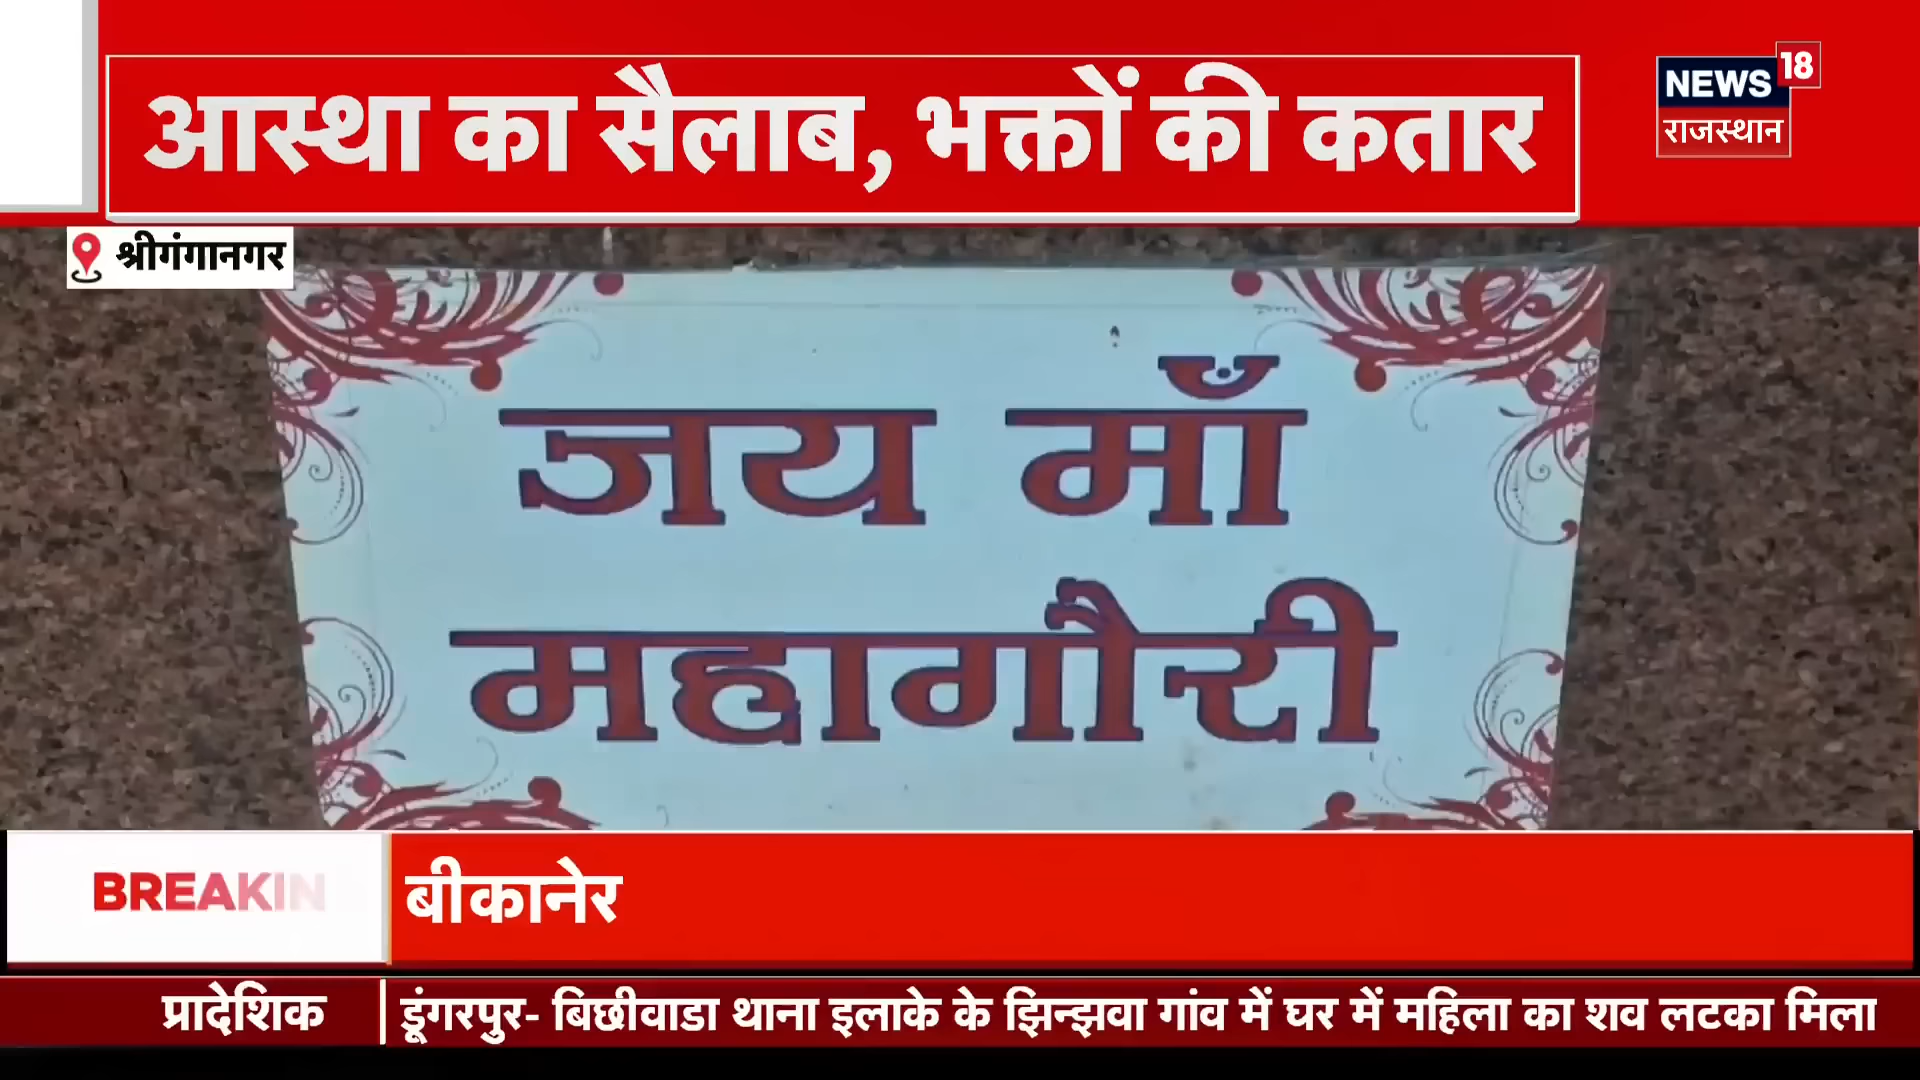 आस्था का सैलाब, भक्तों की कतार
NEWS 18
राजस्थान
श्रीगंगानगर
जय माँ
महागौरी
BREAKIN
बीकानेर
प्रादेशिक
डूंगरपुर- बिछीवाडा थाना इलाके के झिन्झवा गांव में घर में महिला का शव लटका मिला